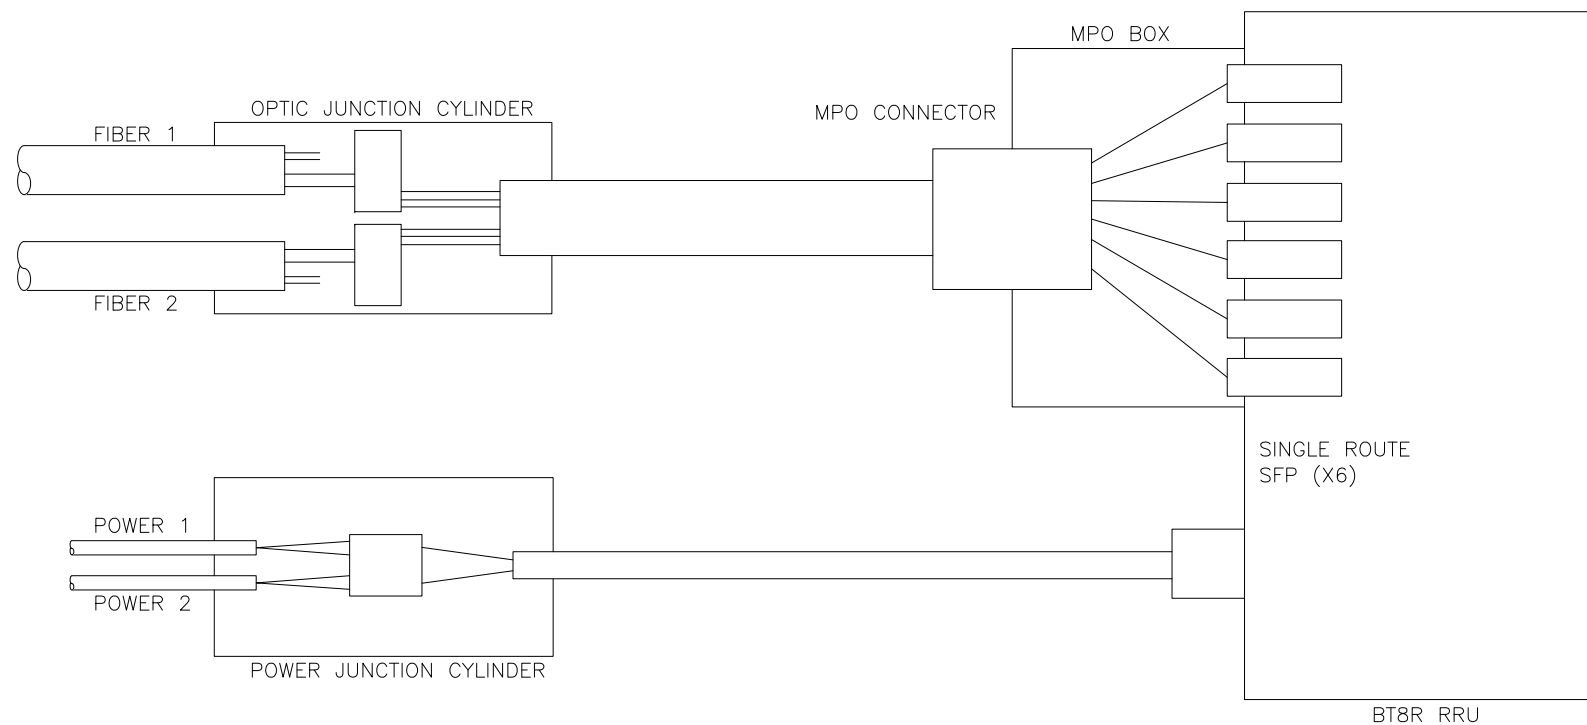 MPO BOX
OPTIC JUNCTION CYLINDER
MPO CONNECTOR
FIBER 1
FIBER 2
SINGLE ROUTE
SFP (X6)
POWER 1
POWER 2
POWER JUNCTION CYLINDER
BT8R RRU